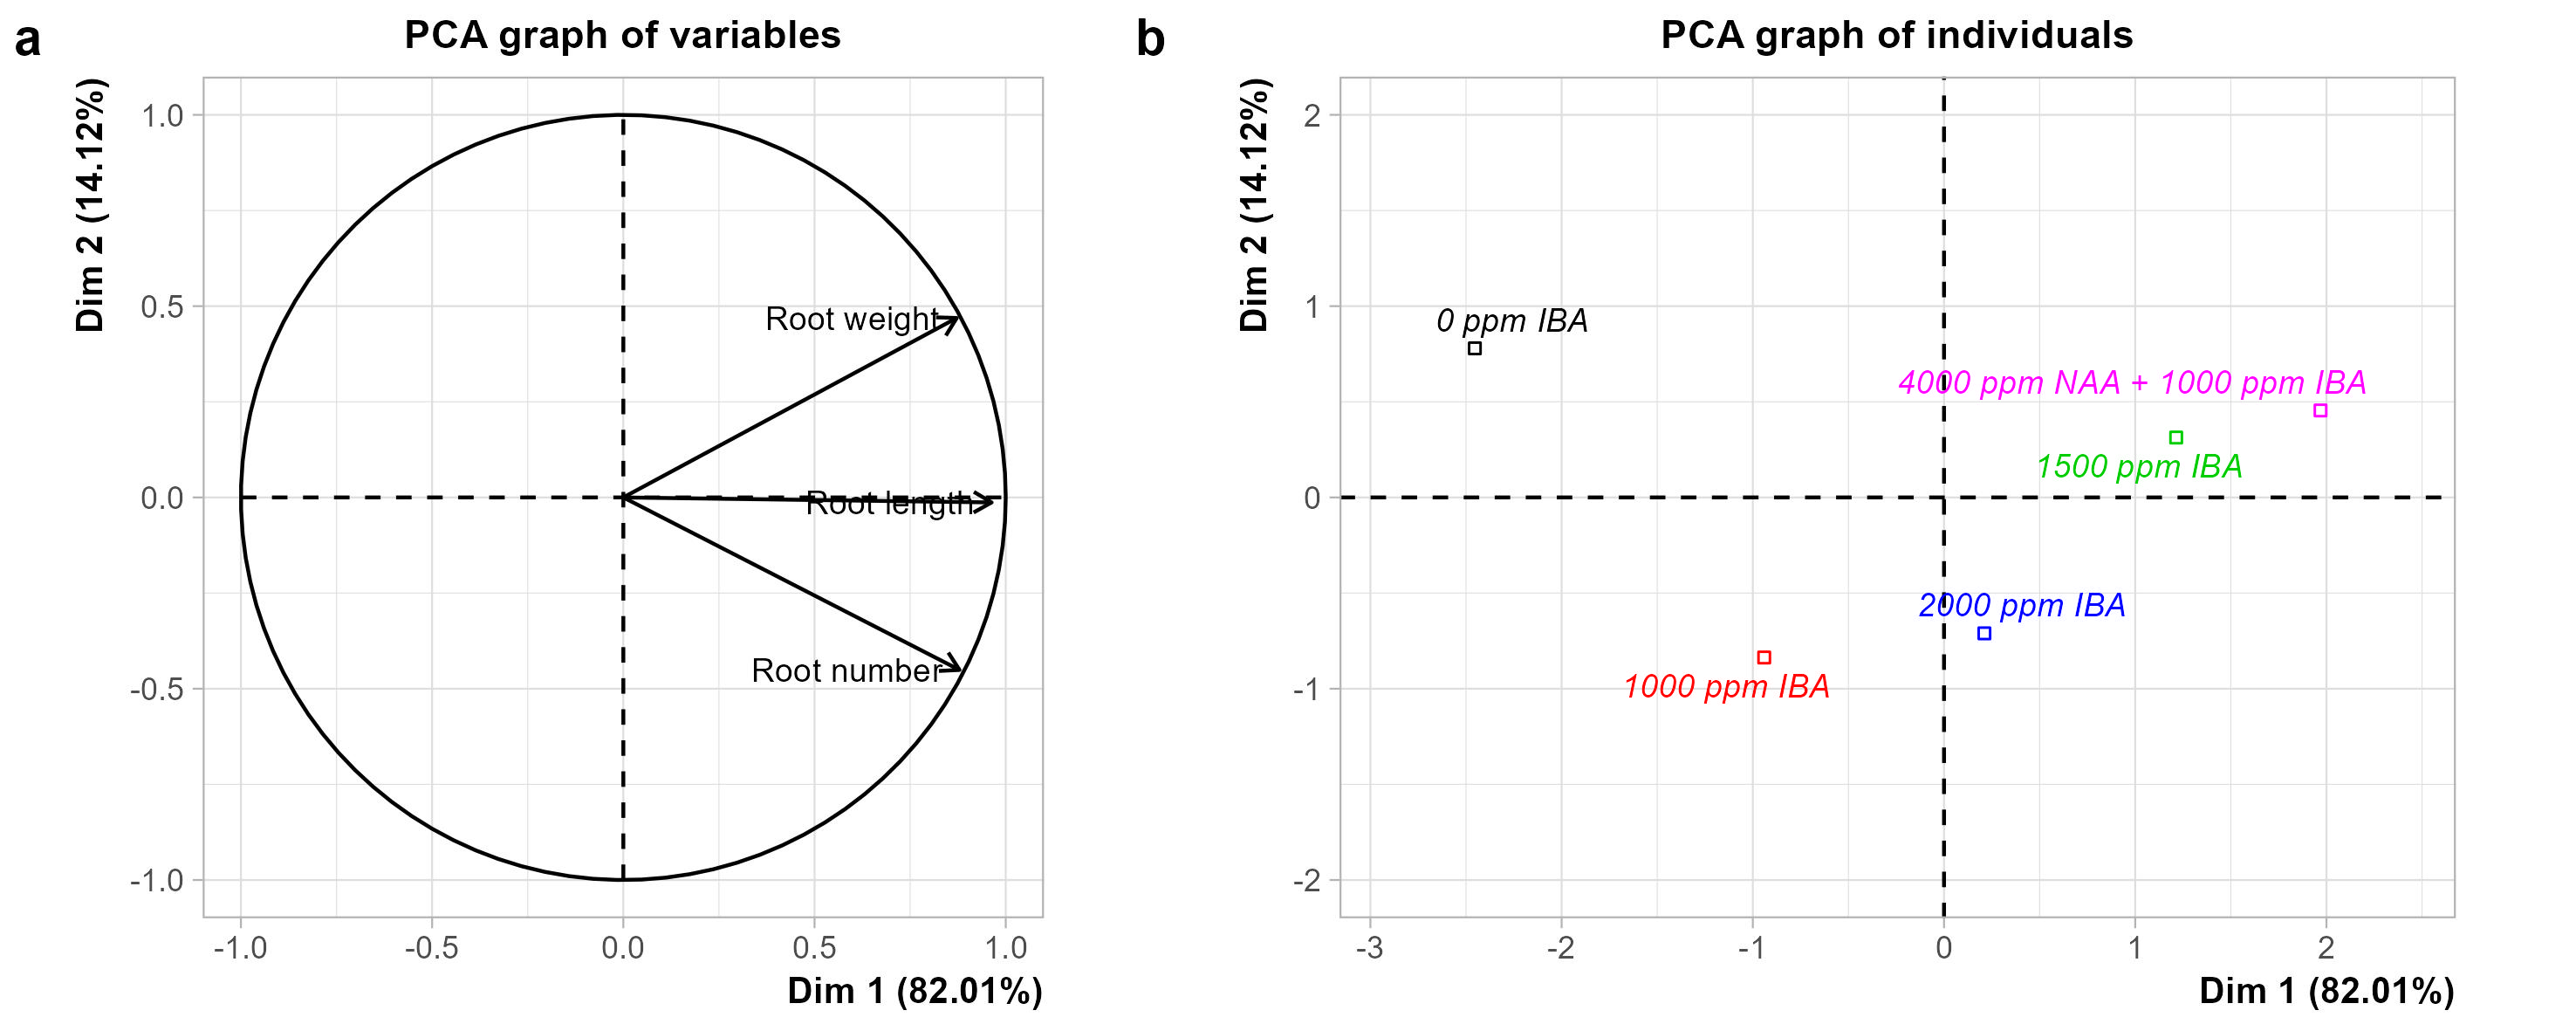 a
PCA graph of variables
Dim 2 (14.12%)
1.0
0.5
0.0
-0.5
-1.0
Root weight
Root length
Root number
-1.0
-0.5
0.0
0.5
1.0
Dim 1 (82.01%)
b
PCA graph of individuals
Dim 2 (14.12%)
2
1
0
-1
-2
0 ppm IBA
4000 ppm NAA + 1000 ppm IBA
1500 ppm IBA
2000 ppm IBA
1000 ppm IBA
-3
-2
-1
0
1
2
Dim 1 (82.01%)